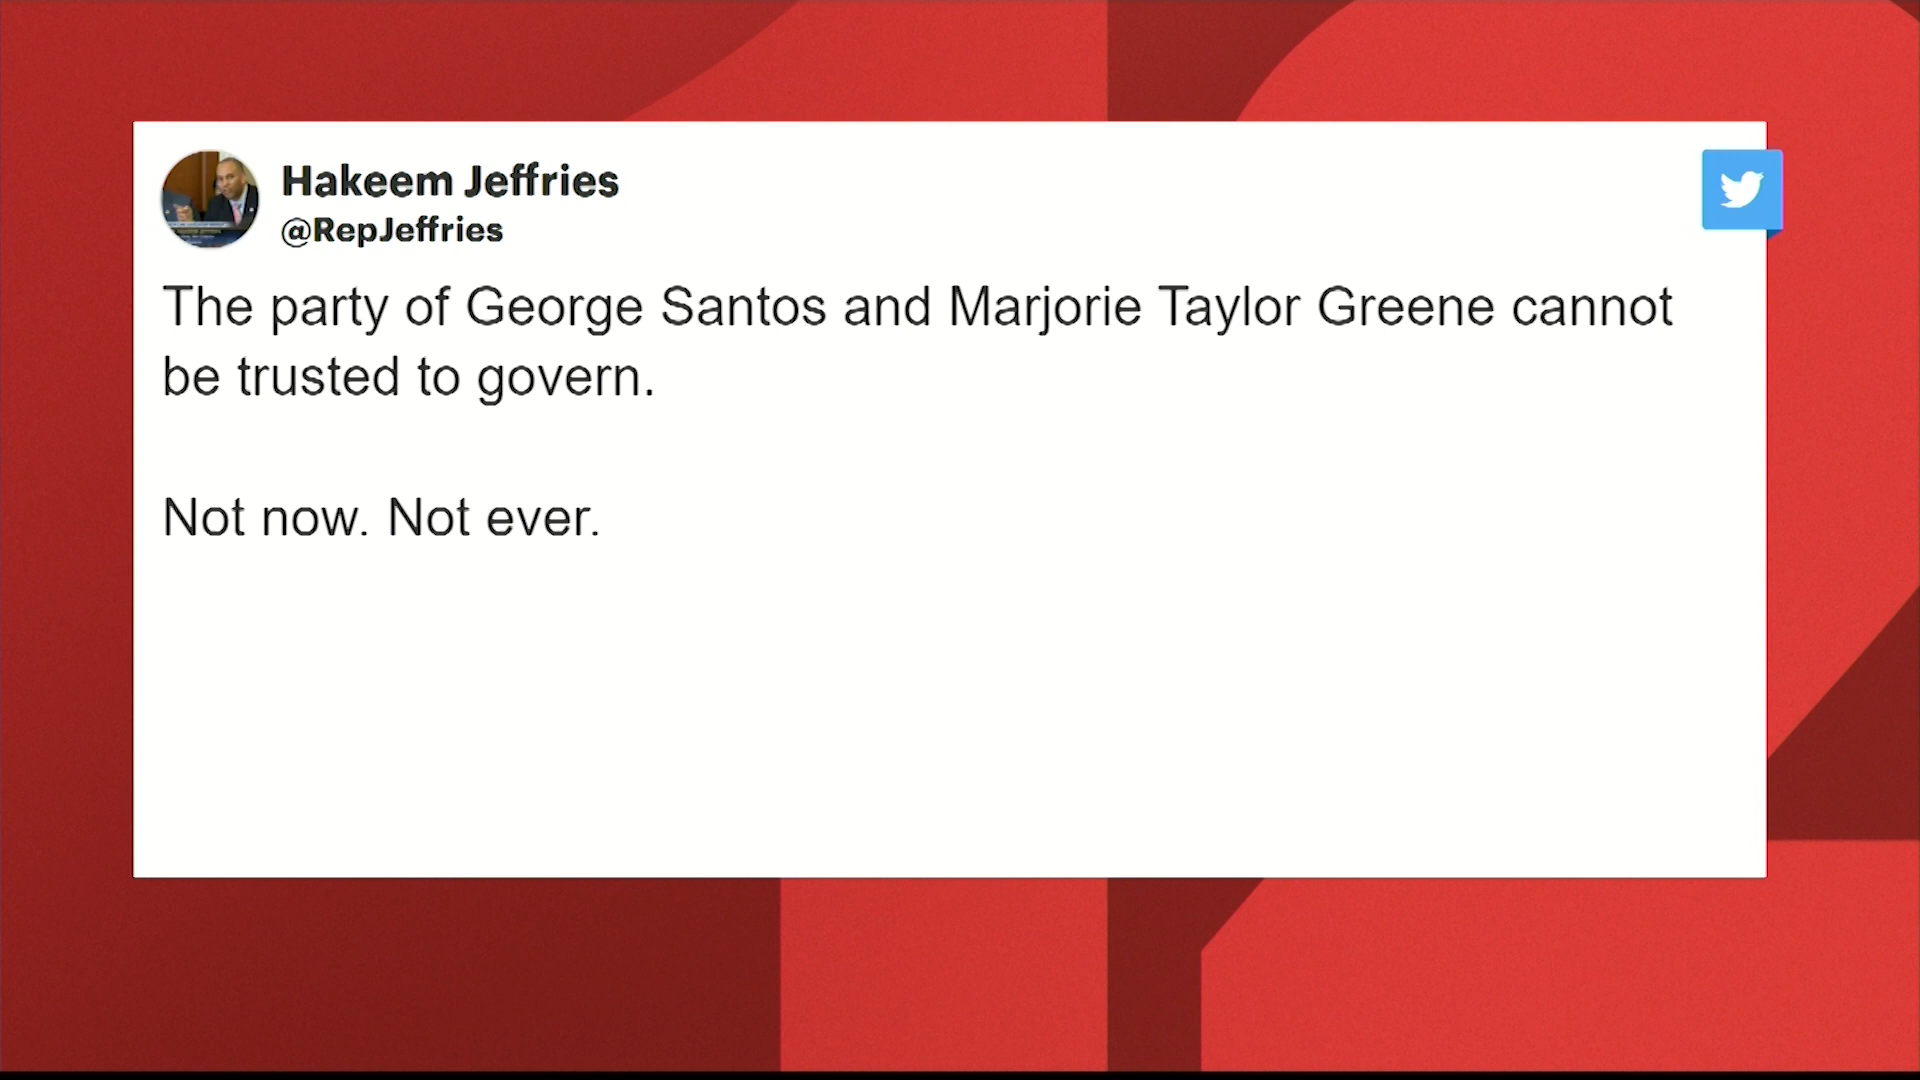 Hakeem Jeffries
@RepJeffries
The party of George Santos and Marjorie Taylor Greene cannot
be trusted to govern.
Not now. Not ever.